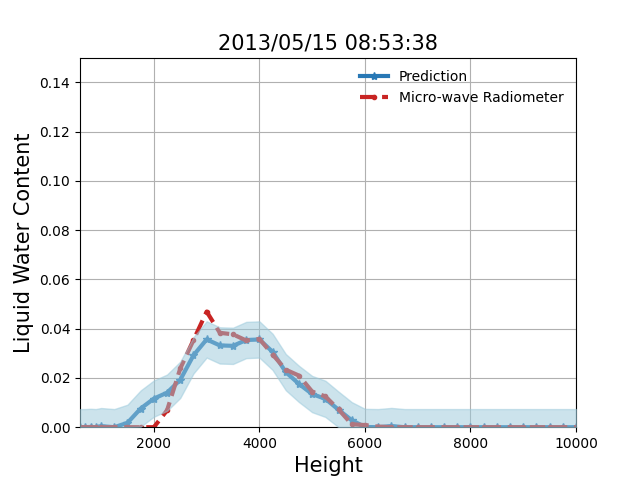 2013/05/15 08:53:38
Prediction
Micro-wave Radiometer
Liquid Water Content
0.14
0.12
0.10
0.08
0.06
0.04
0.02
0.00
2000 4000 6000 8000 10000
Height